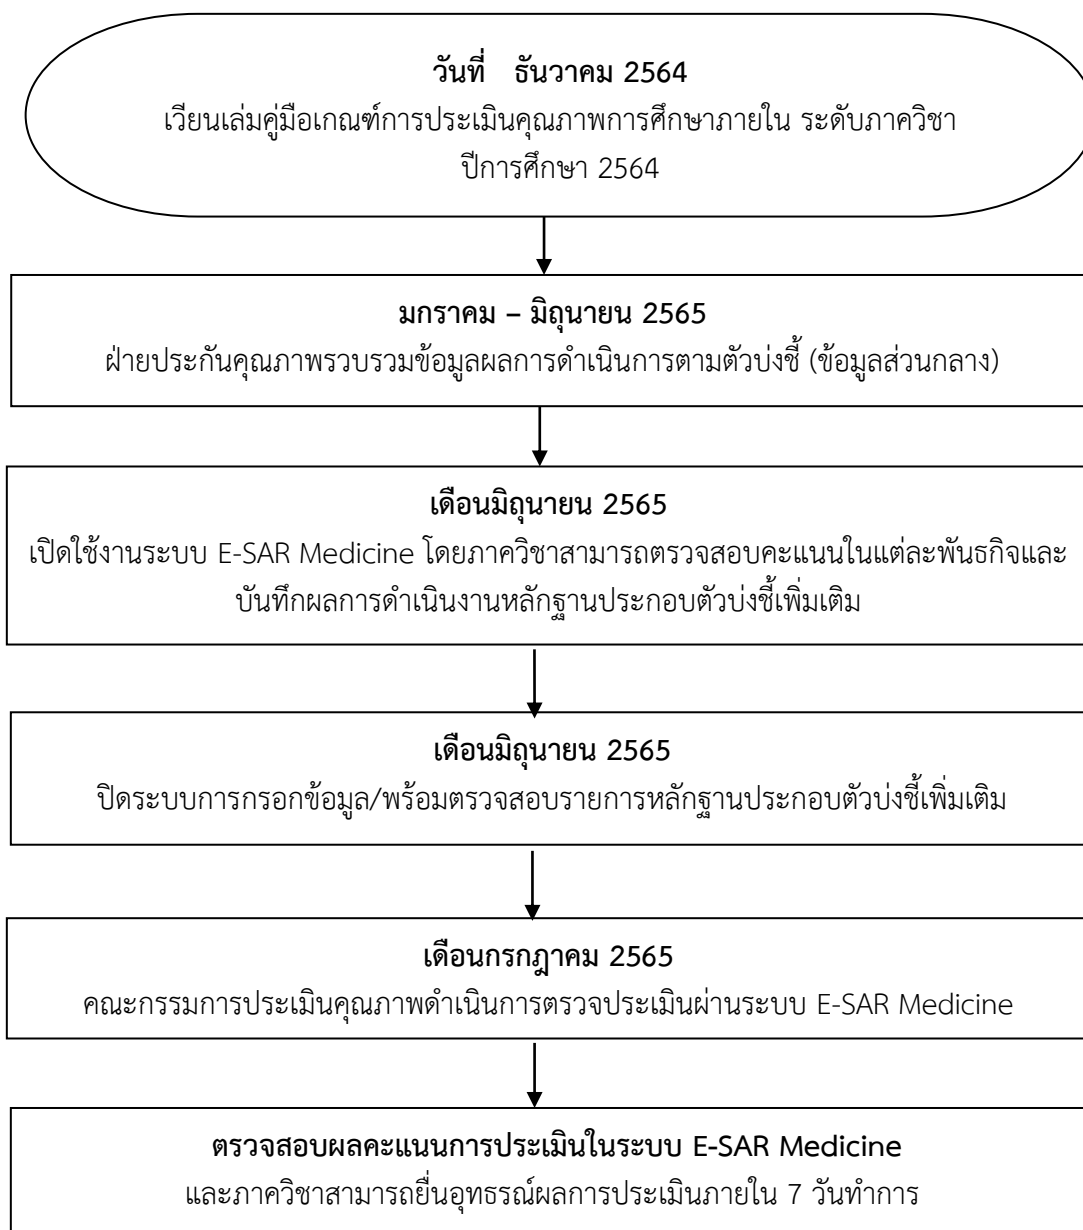 วันที่   ธันวาคม 2564
เวียนเล่มคู่มือเกณฑ์การประเมินคุณภาพการศึกษาภายใน ระดับภาควิชา
ปีการศึกษา 2564
มกราคม – มิถุนายน 2565
ฝ่ายประกันคุณภาพรวบรวมข้อมูลผลการดำเนินการตามตัวบ่งชี้ (ข้อมูลส่วนกลาง)
เดือนมิถุนายน 2565
เปิดใช้งานระบบ E-SAR Medicine โดยภาควิชาสามารถตรวจสอบคะแนนในแต่ละพันธกิจและ
บันทึกผลการดำเนินงานหลักฐานประกอบตัวบ่งชี้เพิ่มเติม
เดือนมิถุนายน 2565
ปิดระบบการกรอกข้อมูล/พร้อมตรวจสอบรายการหลักฐานประกอบตัวบ่งชี้เพิ่มเติม
เดือนกรกฎาคม 2565
คณะกรรมการประเมินคุณภาพดำเนินการตรวจประเมินผ่านระบบ E-SAR Medicine
ตรวจสอบผลคะแนนการประเมินในระบบ E-SAR Medicine
และภาควิชาสามารถยื่นอุทธรณ์ผลการประเมินภายใน 7 วันทำการ